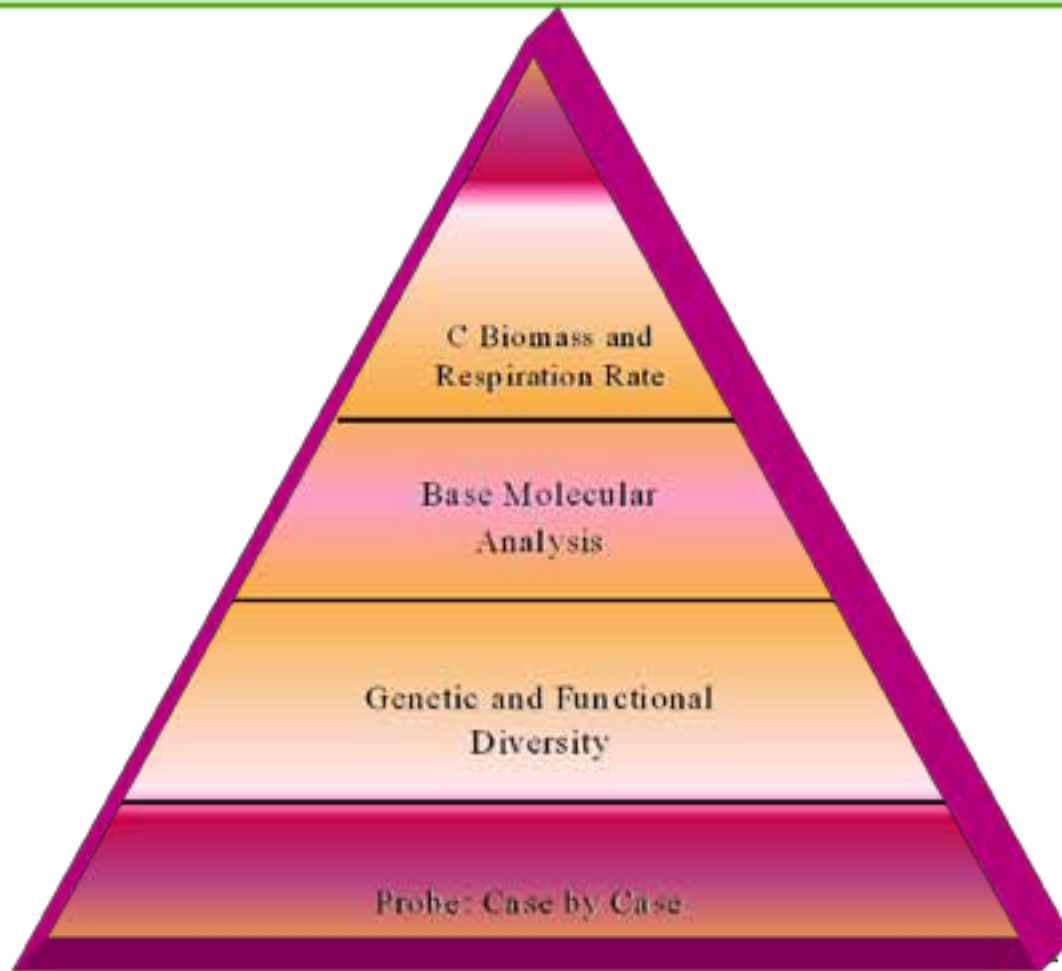 C Biomass and
Respiration Rate
Base Molecular
Analysis
Genetic and Functional
Diversity
Probe: Case by Case